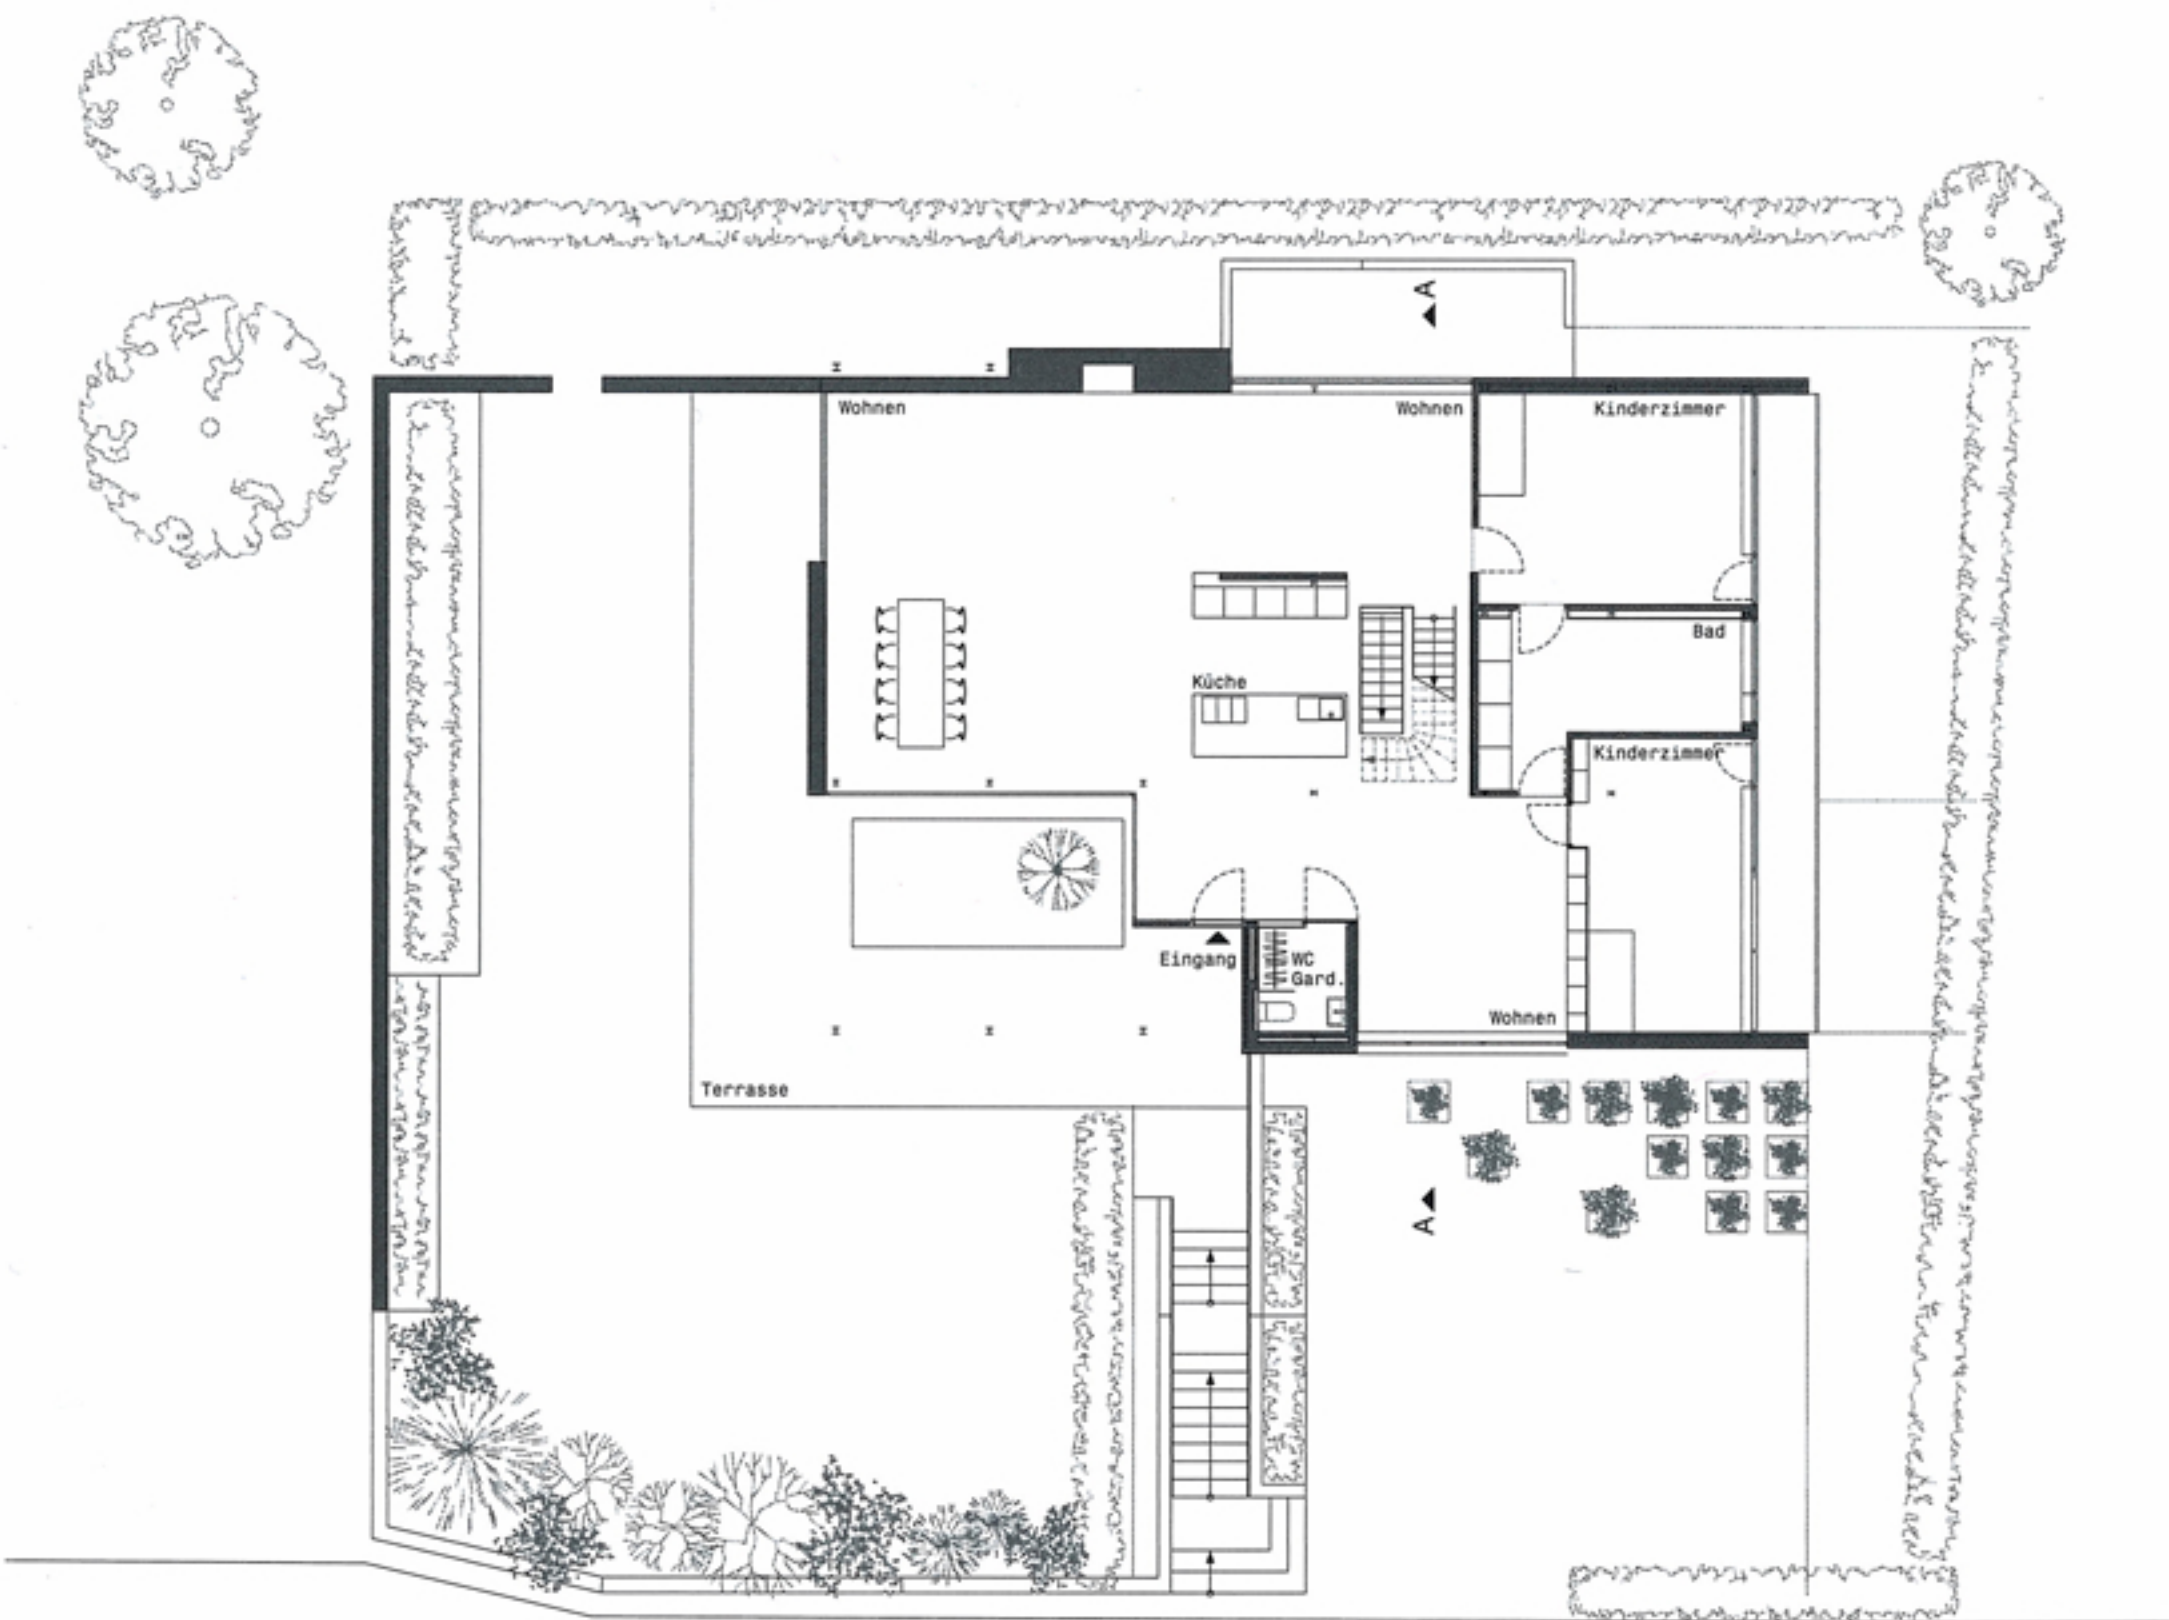 A
Wohnen
Wohnen
Kinderzimmer
Bad
Küche
Kinderzimmer
Eingang
WC
Gard.
Wohnen
Terrasse
A